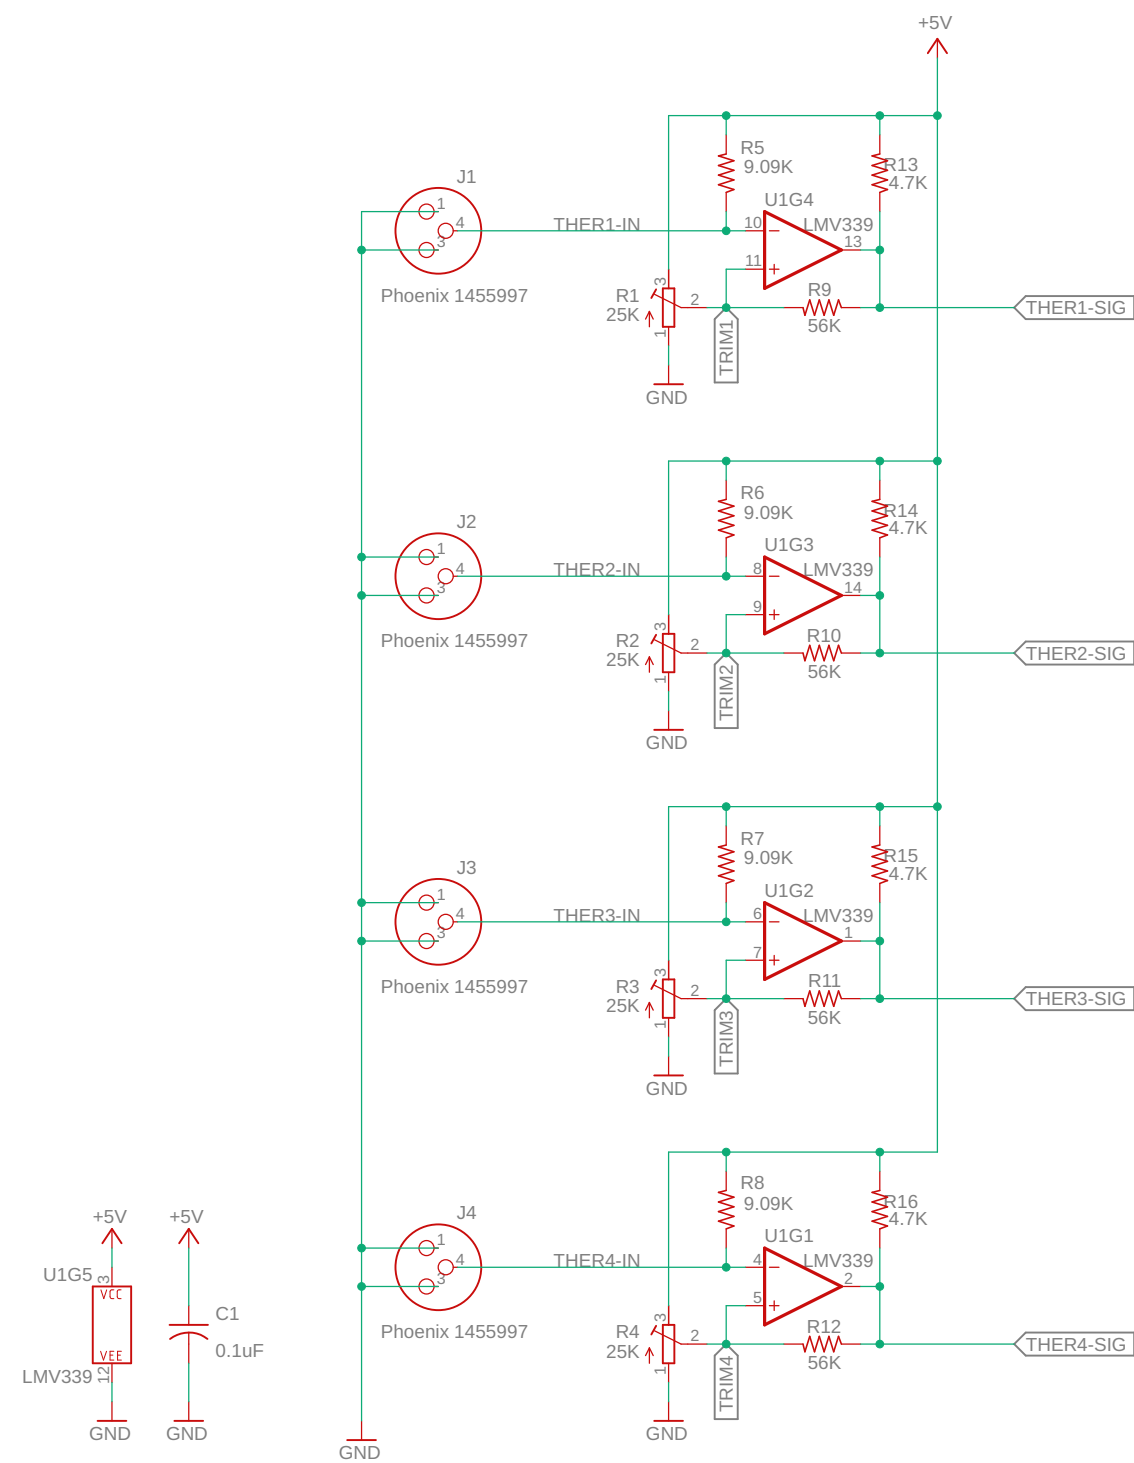 +5V
R5
9.09K
R13
4.7K
J1
1
4
3
Phoenix 1455997
THER1-IN
U1G4
LMV339
10
11
13
R1
25K
3
2
1
R9
56K
TRIM1
THER1-SIG
GND
R6
9.09K
R14
4.7K
J2
1
4
3
Phoenix 1455997
THER2-IN
U1G3
LMV339
8
9
14
R2
25K
3
2
1
R10
56K
TRIM2
THER2-SIG
GND
R7
9.09K
R15
4.7K
J3
1
4
3
Phoenix 1455997
THER3-IN
U1G2
LMV339
6
7
1
R3
25K
3
2
1
R11
56K
TRIM3
THER3-SIG
GND
R8
9.09K
R16
4.7K
J4
1
4
3
Phoenix 1455997
THER4-IN
U1G1
LMV339
4
5
2
R4
25K
3
2
1
R12
56K
TRIM4
THER4-SIG
GND
+5V
+5V
U1G5
3
VCC
VEE
LMV339
12
C1
0.1uF
GND
GND
GND